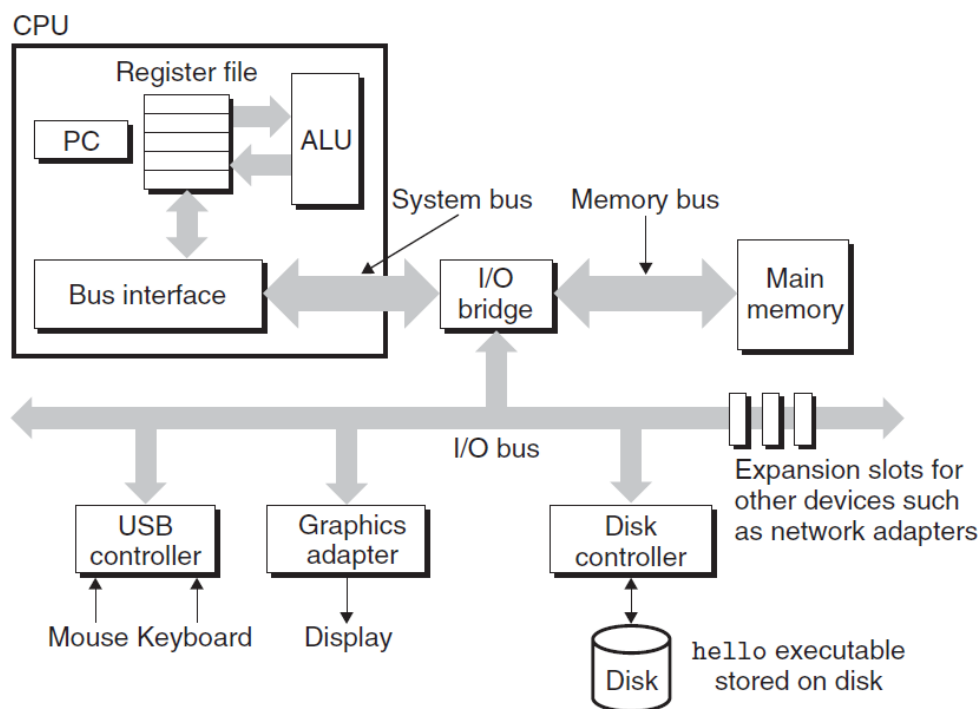 CPU
Register file
PC
ALU
System bus
Memory bus
Bus interface
I/O
bridge
Main
memory
I/O bus
Expansion slots for
other devices such
as network adapters
USB
controller
Graphics
adapter
Disk
controller
Mouse Keyboard
Display
Disk
hello executable
stored on disk